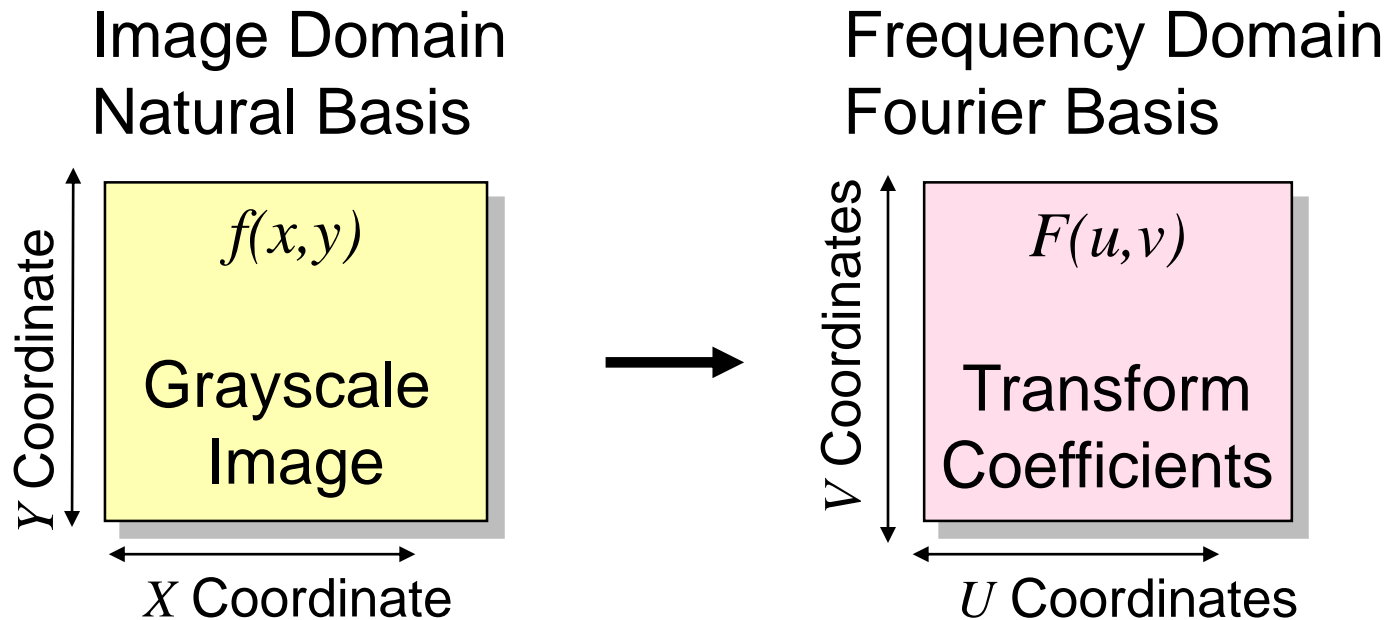 Image Domain
Natural Basis
Y Coordinate
f(x,y)
Grayscale
Image
X Coordinate
Frequency Domain
Fourier Basis
V Coordinates
F(u,v)
Transform
Coefficients
U Coordinates